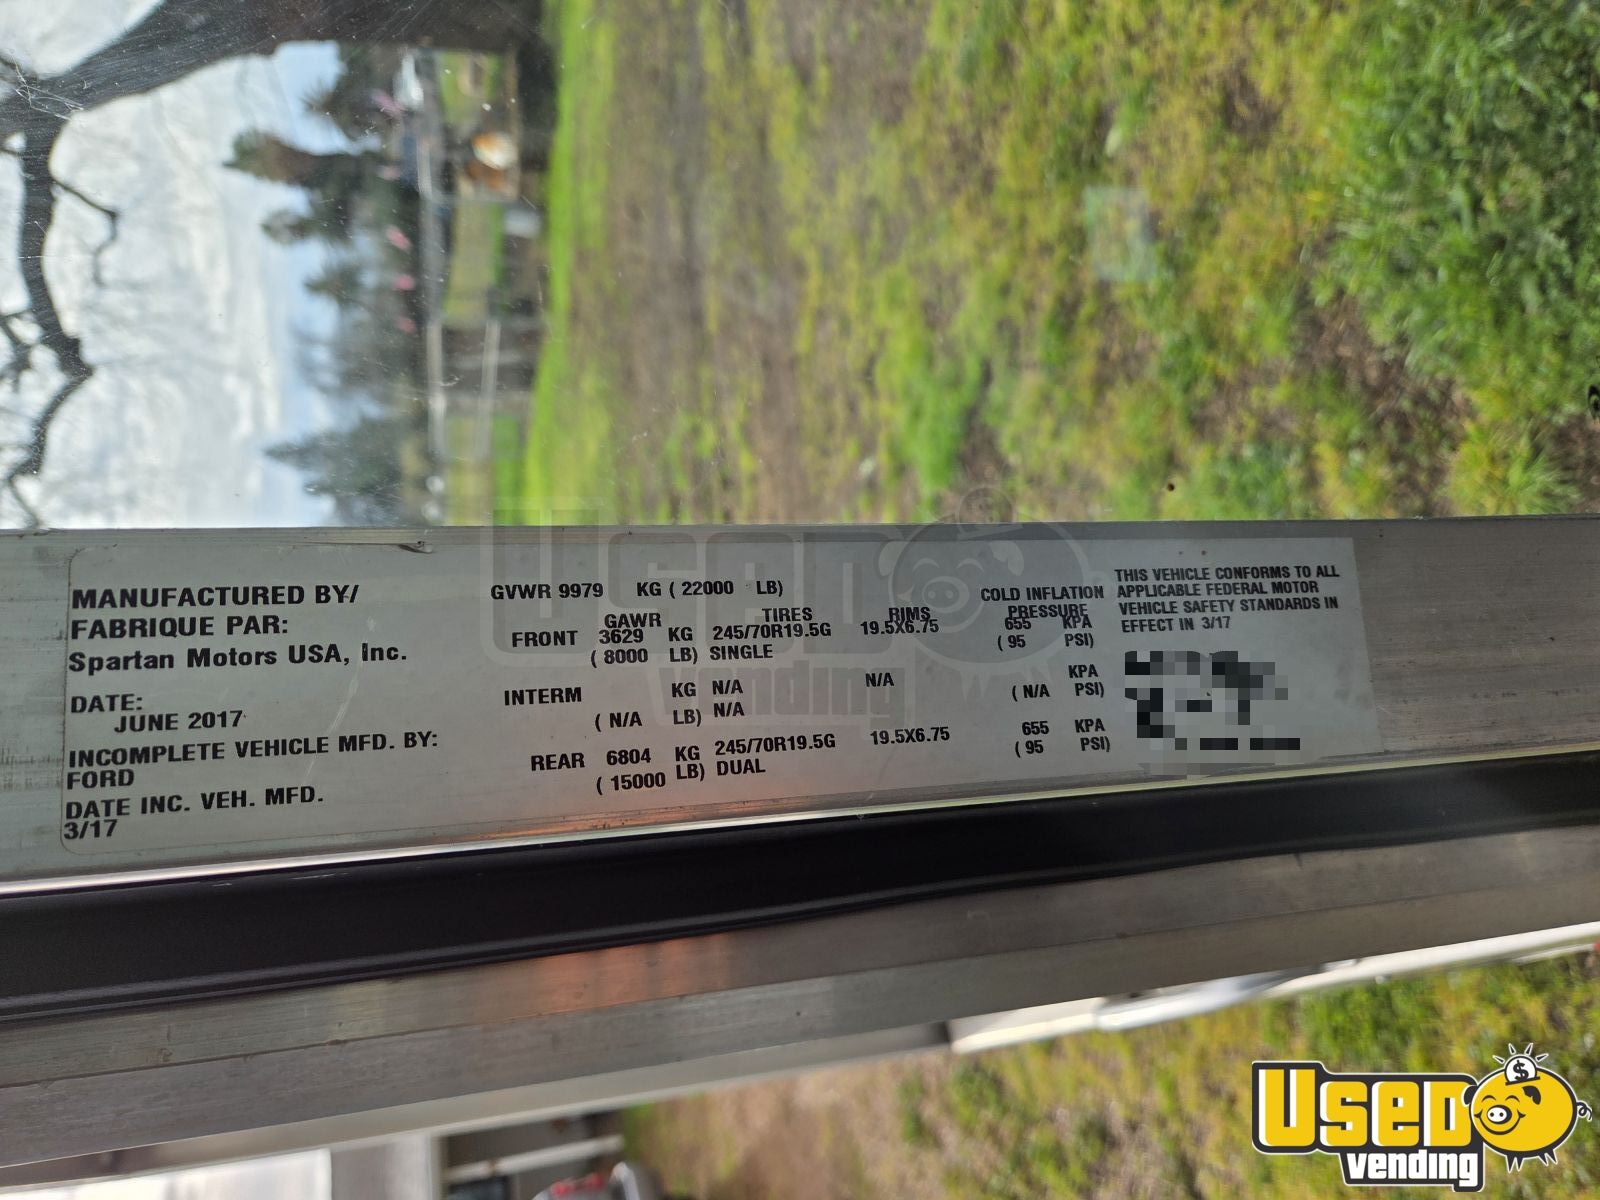 MANUFACTURED BY/
FABRIQUE PAR:
Spartan Motors USA, Inc.
DATE:
JUNE 2017
INCOMPLETE VEHICLE MFD. BY:
FORD
DATE INC. VEH. MFD.
3/17
GVWR 9979 KG ( 22000 LB)
GAWR TIRES RIMS COLD INFLATION PRESSURE
FRONT 3629 KG 245/70R19.5G 19.5X6.75 655 KPA
( 8000 LB) SINGLE ( 95 PSI)
INTERM KG N/A N/A KPA
( N/A LB) N/A ( N/A PSI)
REAR 6804 KG 245/70R19.5G 19.5X6.75 655 KPA
( 15000 LB) DUAL ( 95 PSI)
THIS VEHICLE CONFORMS TO ALL
APPLICABLE FEDERAL MOTOR
VEHICLE SAFETY STANDARDS IN
EFFECT IN 3/17
USED
vending
USED
vending